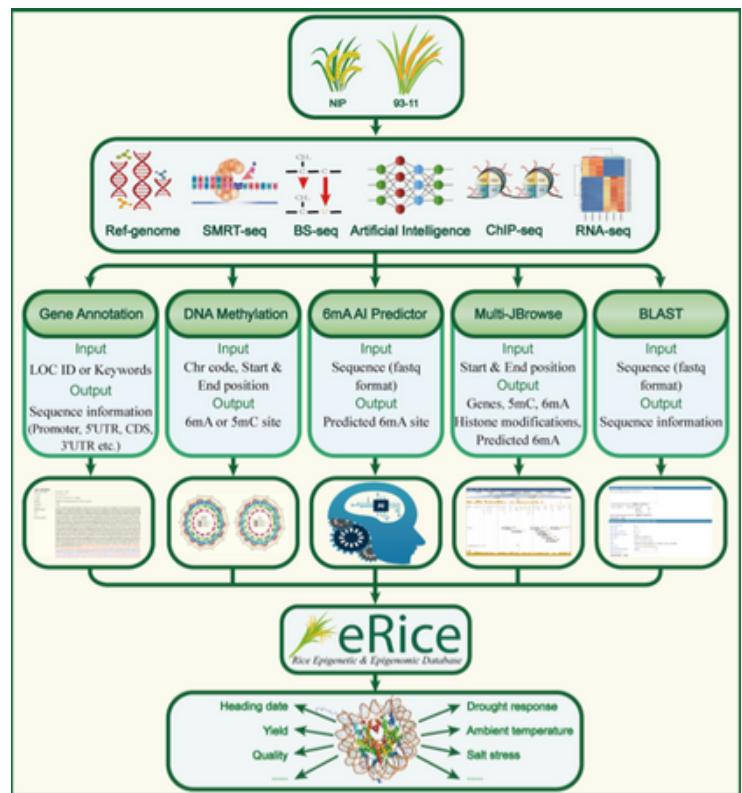 NIP 93-11
CH₃
C C
CH₃
C U
Ref-genome SMRT-seq BS-seq Artificial Intelligence ChIP-seq RNA-seq
Gene Annotation
Input
LOC ID or Keywords
Output
Sequence information
(Promoter, 5'UTR, CDS,
3'UTR etc.)
DNA Methylation
Input
Chr code, Start &
End position
Output
6mA or 5mC site
6mA AI Predictor
Input
Sequence (fastq
format)
Output
Predicted 6mA site
Multi-JBrowse
Input
Start & End position
Output
Genes, 5mC, 6mA
Histone modifications,
Predicted 6mA
BLAST
Input
Sequence (fastq
format)
Output
Sequence information
AI
eRice
Rice Epigenetic & Epigenomic Database
Heading date
Yield
Quality
......
Drought response
Ambient temperature
Salt stress
......